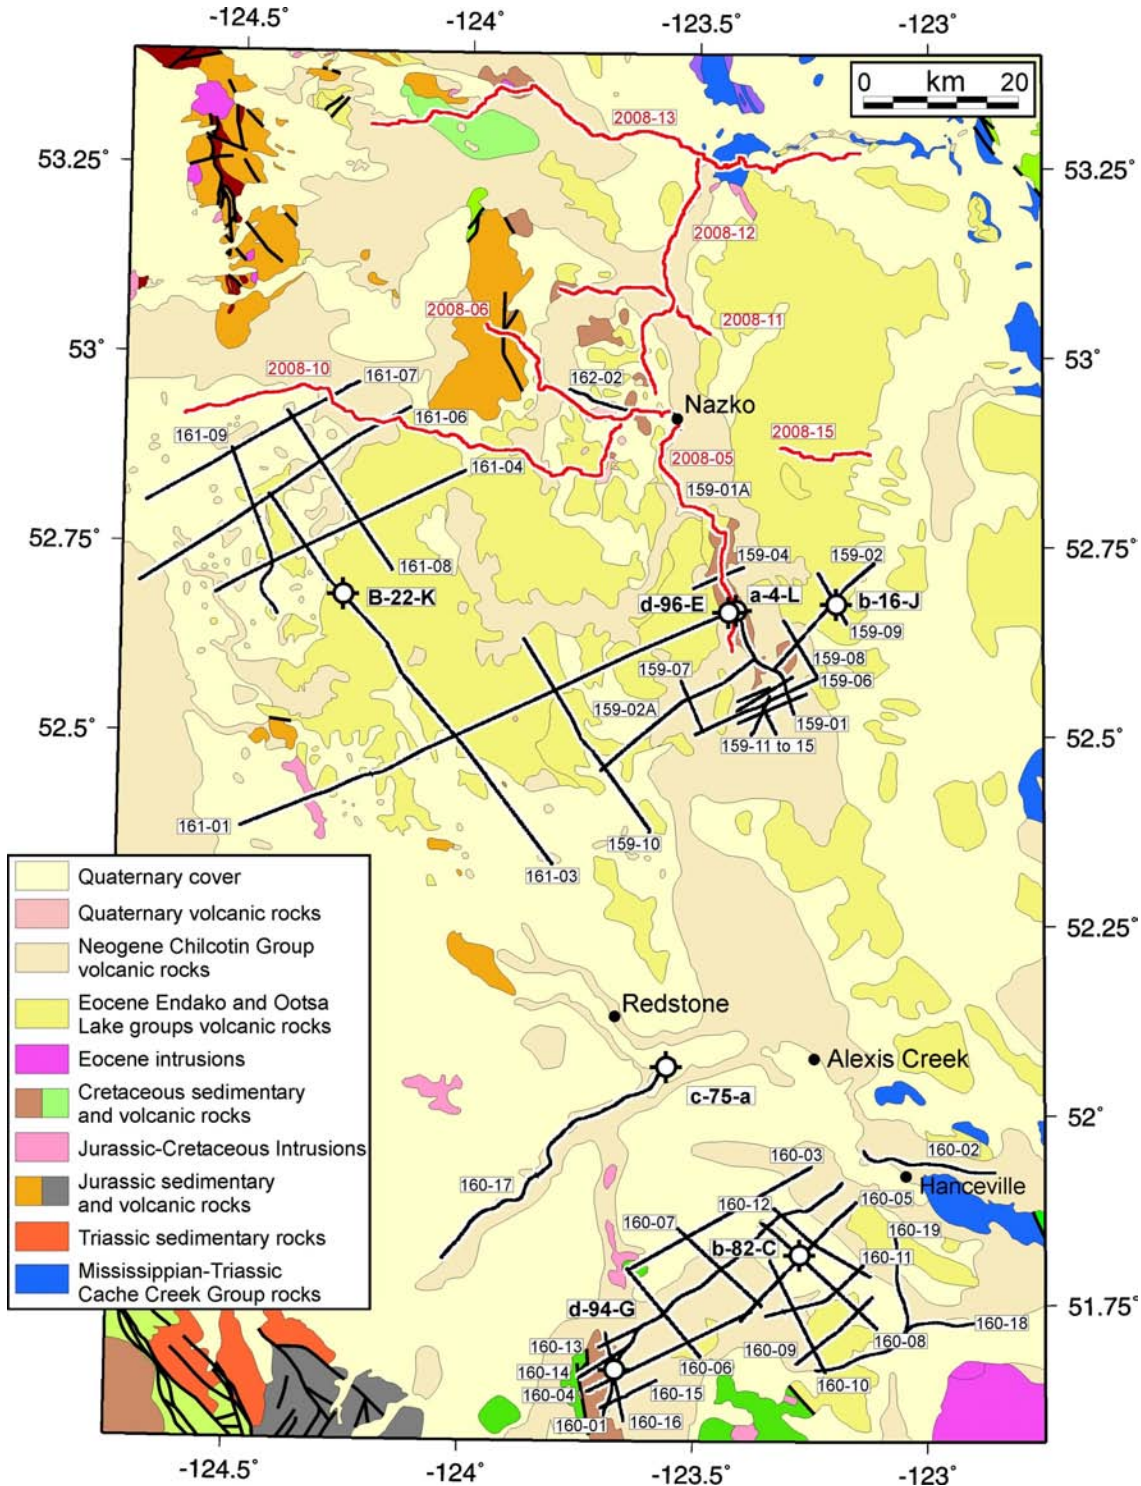 -124.5°
-124°
-123.5°
-123°
0 km 20
53.25°
53.25°
2008-13
2008-12
2008-06
2008-11
53°
53°
2008-10
161-07
162-02
Nazko
161-06
161-09
2008-15
161-04
2008-05
159-01A
52.75°
52.75°
161-08
159-04
159-02
B-22-K
d-96-E
a-4-L
b-16-J
159-09
159-07
159-08
159-06
159-02A
159-01
52.5°
52.5°
159-11 to 15
161-01
159-10
161-03
Quaternary cover
Quaternary volcanic rocks
Neogene Chilcotin Group
volcanic rocks
Eocene Endako and Ootsa
Lake groups volcanic rocks
Eocene intrusions
Cretaceous sedimentary
and volcanic rocks
Jurassic-Cretaceous Intrusions
Jurassic sedimentary
and volcanic rocks
Triassic sedimentary rocks
Mississippian-Triassic
Cache Creek Group rocks
52.25°
Redstone
Alexis Creek
c-75-a
52°
160-03
160-02
160-17
Hanceville
160-12
160-05
160-07
160-19
b-82-C
160-11
d-94-G
51.75°
160-18
160-13
160-08
160-14
160-06
160-09
160-04
160-15
160-10
160-01
160-16
-124.5°
-124°
-123.5°
-123°